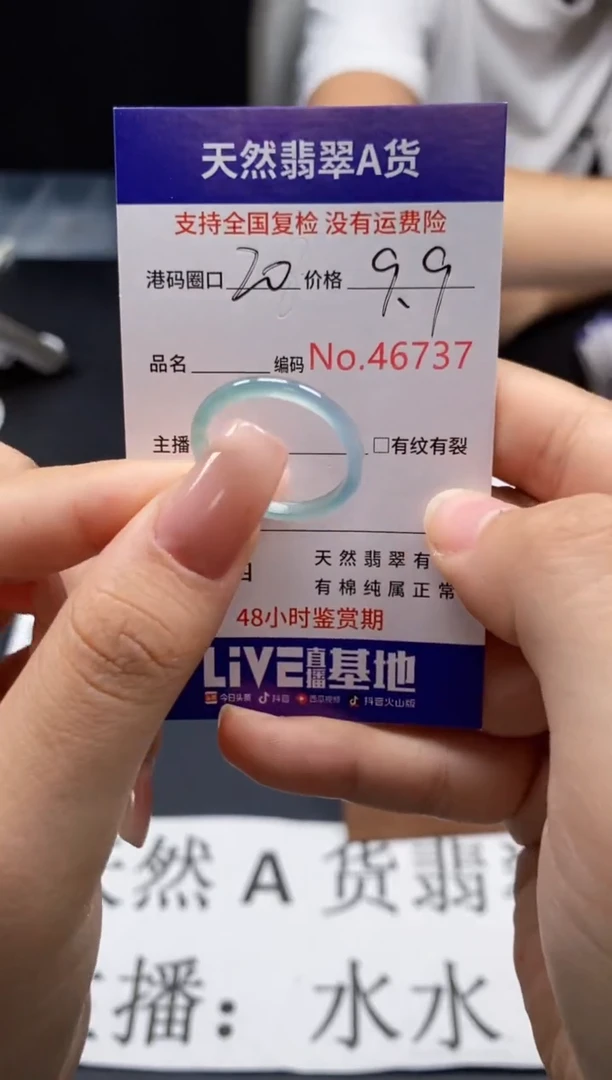 天然翡翠A货
支持全国复检 没有运费险
港码圈口 20 价格 9.9
品名 编码 No.46737
主播 □有纹有裂
天然翡翠有
有棉纯属正常
48小时鉴赏期
LiVE直播基地
今日头条 抖音 西瓜视频 抖音火山版
然 A 货翡
播：水水